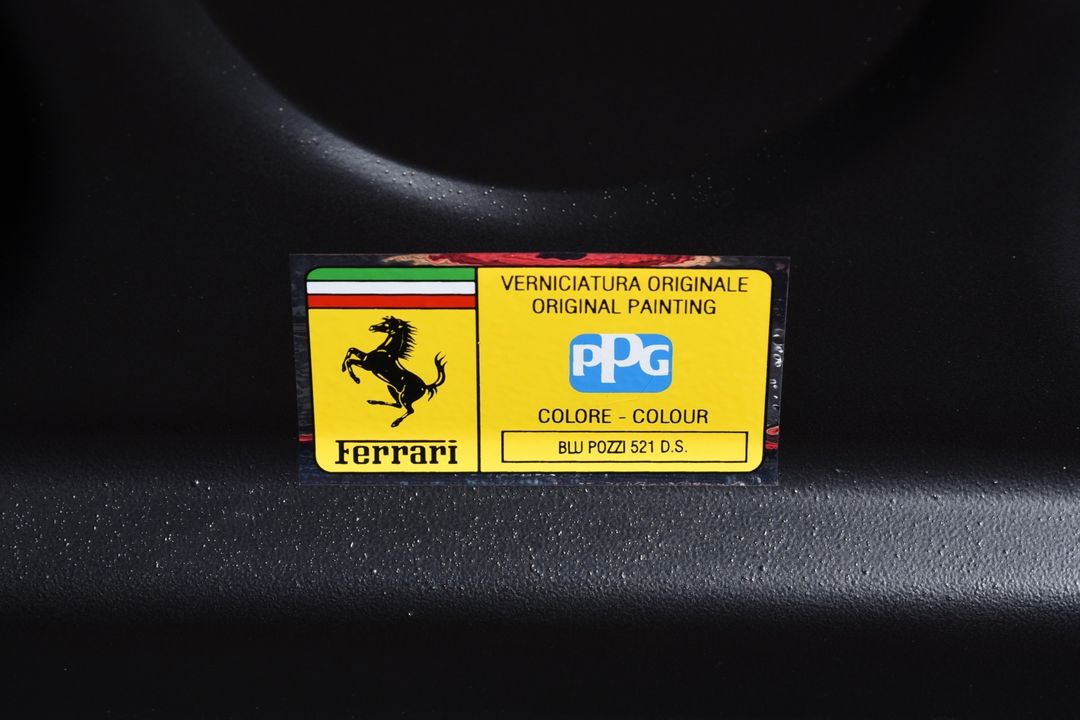 Ferrari
VERNICIATURA ORIGINALE
ORIGINAL PAINTING
PPG
COLORE - COLOUR
BLU POZZI 521 D.S.